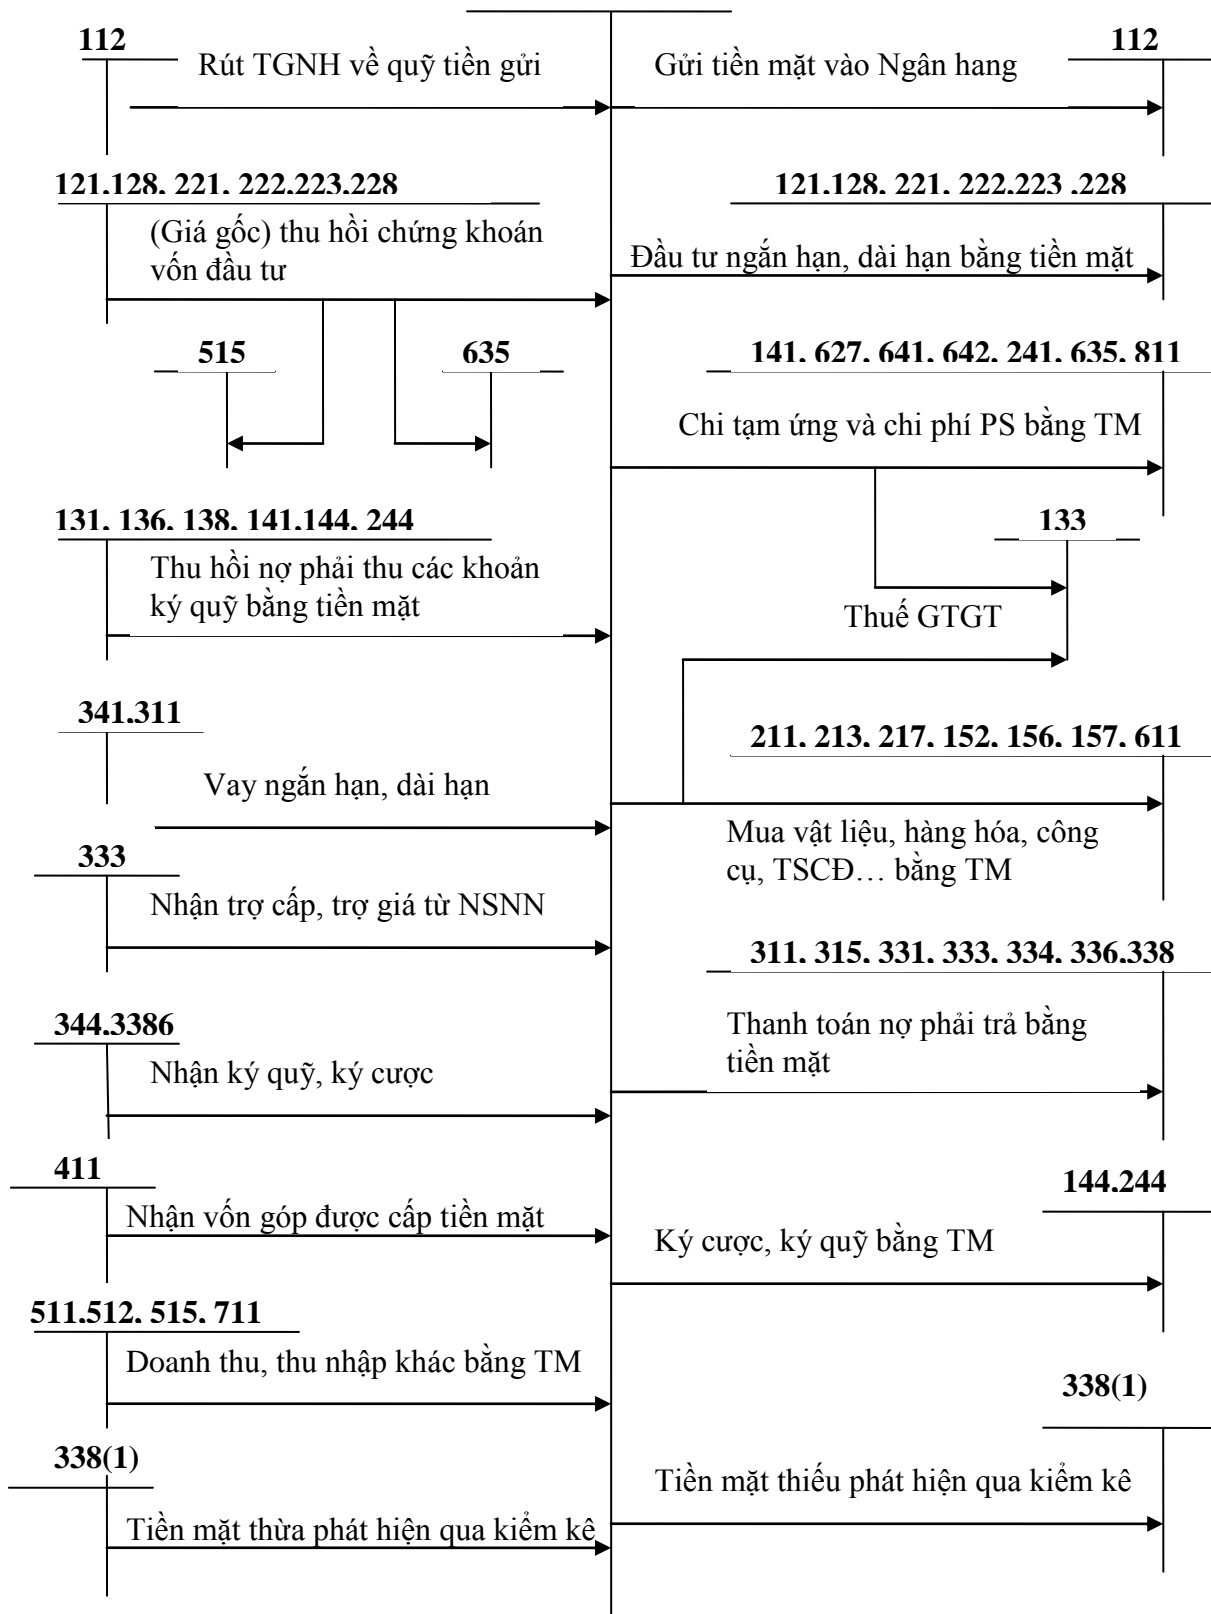 112
Rút TGNH về quỹ tiền gửi
Gửi tiền mặt vào Ngân hang
112
121,128, 221, 222,223,228
(Giá gốc) thu hồi chứng khoán
vốn đầu tư
121,128, 221, 222,223 ,228
Đầu tư ngắn hạn, dài hạn bằng tiền mặt
515
635
141, 627, 641, 642, 241, 635, 811
Chi tạm ứng và chi phí PS bằng TM
131, 136, 138, 141,144, 244
Thu hồi nợ phải thu các khoản
ký quỹ bằng tiền mặt
133
Thuế GTGT
341,311
Vay ngắn hạn, dài hạn
211, 213, 217, 152, 156, 157, 611
Mua vật liệu, hàng hóa, công
cụ, TSCĐ… bằng TM
333
Nhận trợ cấp, trợ giá từ NSNN
311, 315, 331, 333, 334, 336,338
Thanh toán nợ phải trả bằng
tiền mặt
344,3386
Nhận ký quỹ, ký cược
411
Nhận vốn góp được cấp tiền mặt
144,244
Ký cược, ký quỹ bằng TM
511,512, 515, 711
Doanh thu, thu nhập khác bằng TM
338(1)
Tiền mặt thiếu phát hiện qua kiểm kê
338(1)
Tiền mặt thừa phát hiện qua kiểm kê